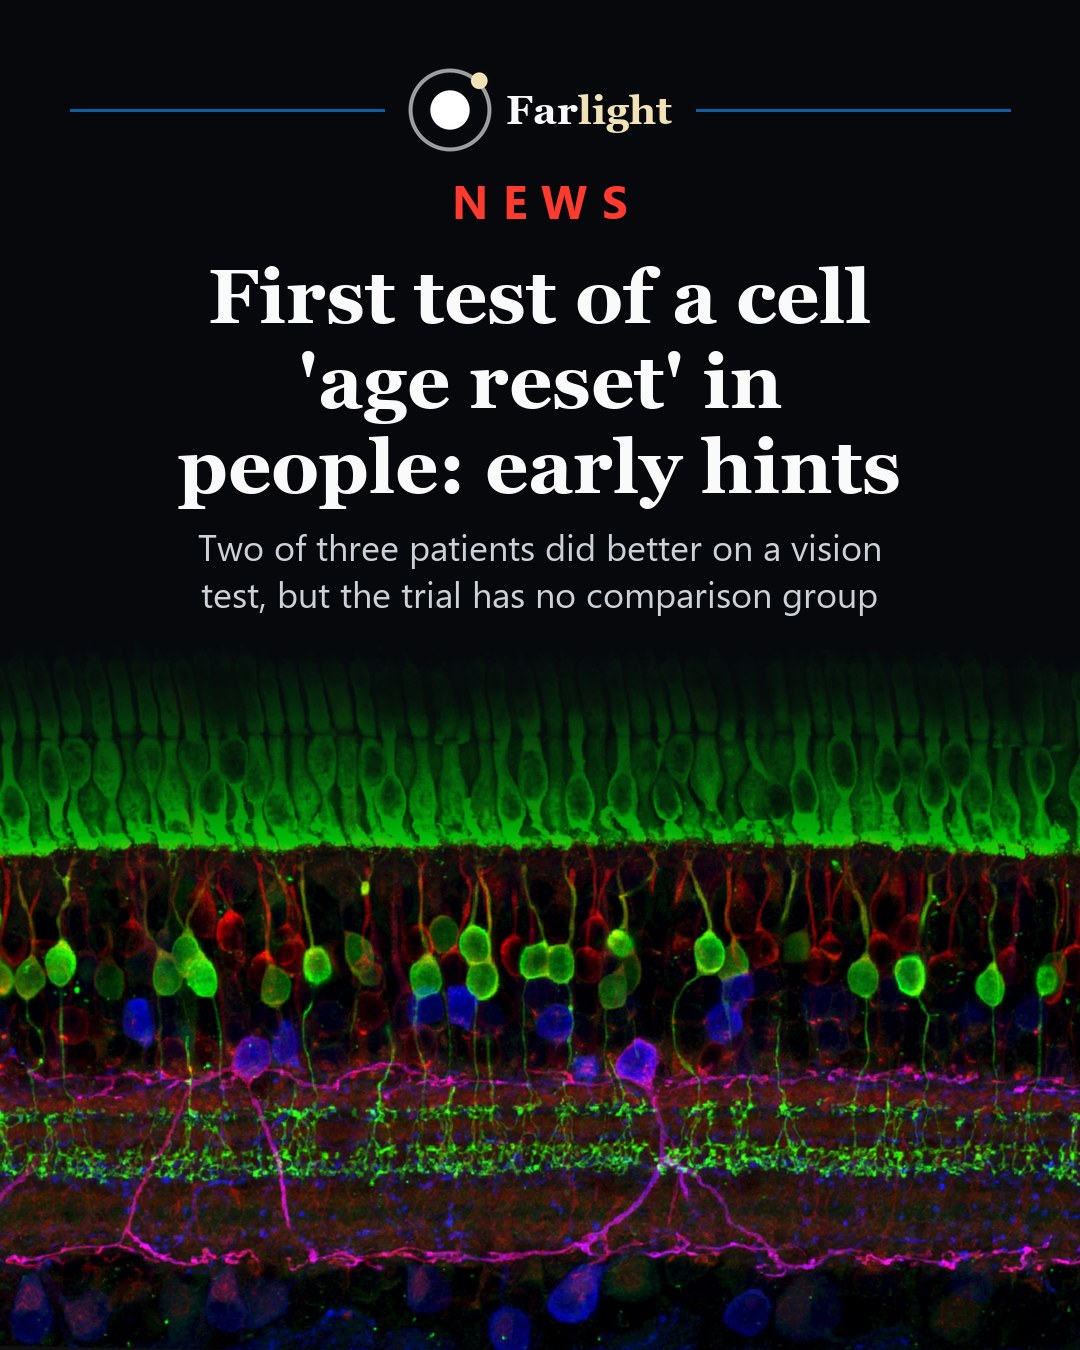 Farlight
NEWS
First test of a cell
'age reset' in
people: early hints
Two of three patients did better on a vision
test, but the trial has no comparison group